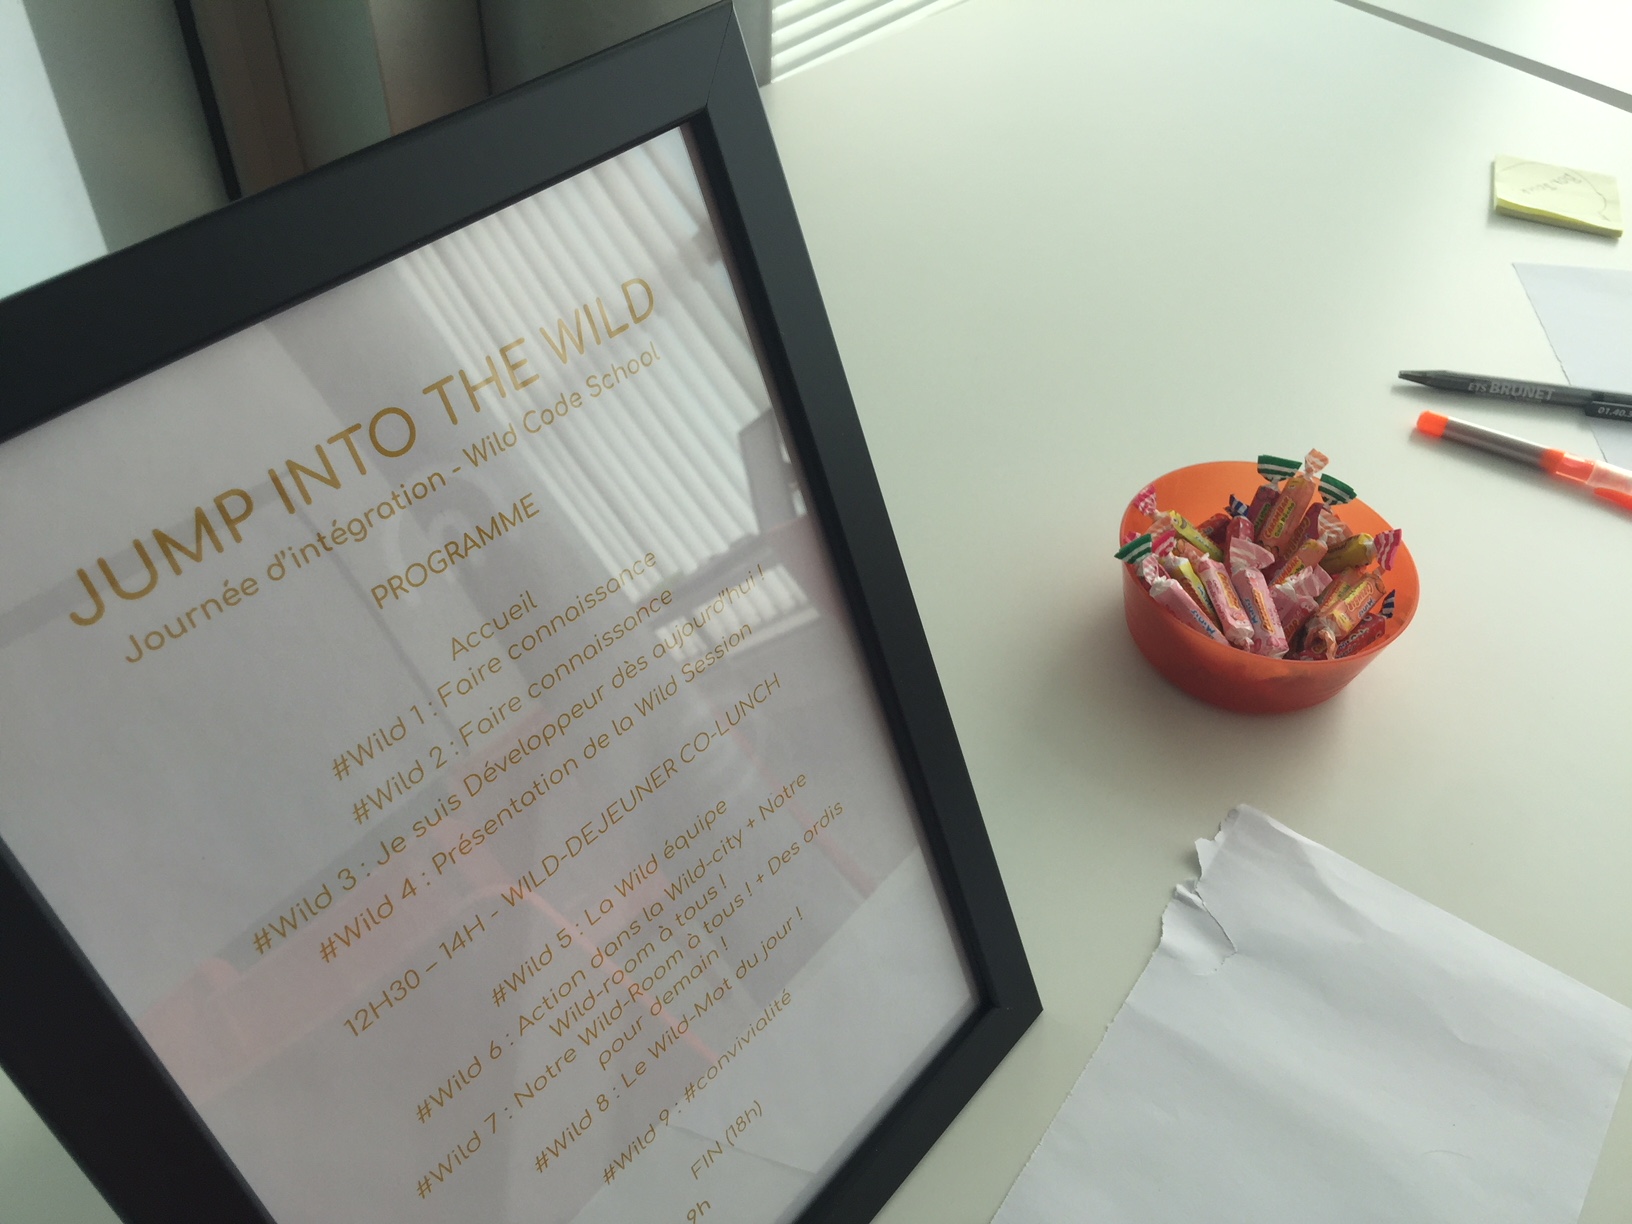 JUMP INTO THE WILD
Journée d'intégration - Wild Code School
PROGRAMME
Accueil
#Wild 1 : Faire connaissance
#Wild 2 : Faire connaissance
#Wild 3 : Je suis Développeur dès aujourd'hui !
#Wild 4 : Présentation de la Wild Session
12H30 – 14H - WILD-DEJEUNER CO-LUNCH
#Wild 5 : La Wild équipe
#Wild 6 : Action dans la Wild-city + Notre
Wild-room à tous !
#Wild 7 : Notre Wild-Room à tous ! + Des ordis
pour demain !
#Wild 8 : Le Wild-Mot du jour !
#Wild 9 : #convivialité
FIN (18h)
9h
ETS BRUNET
01.40.